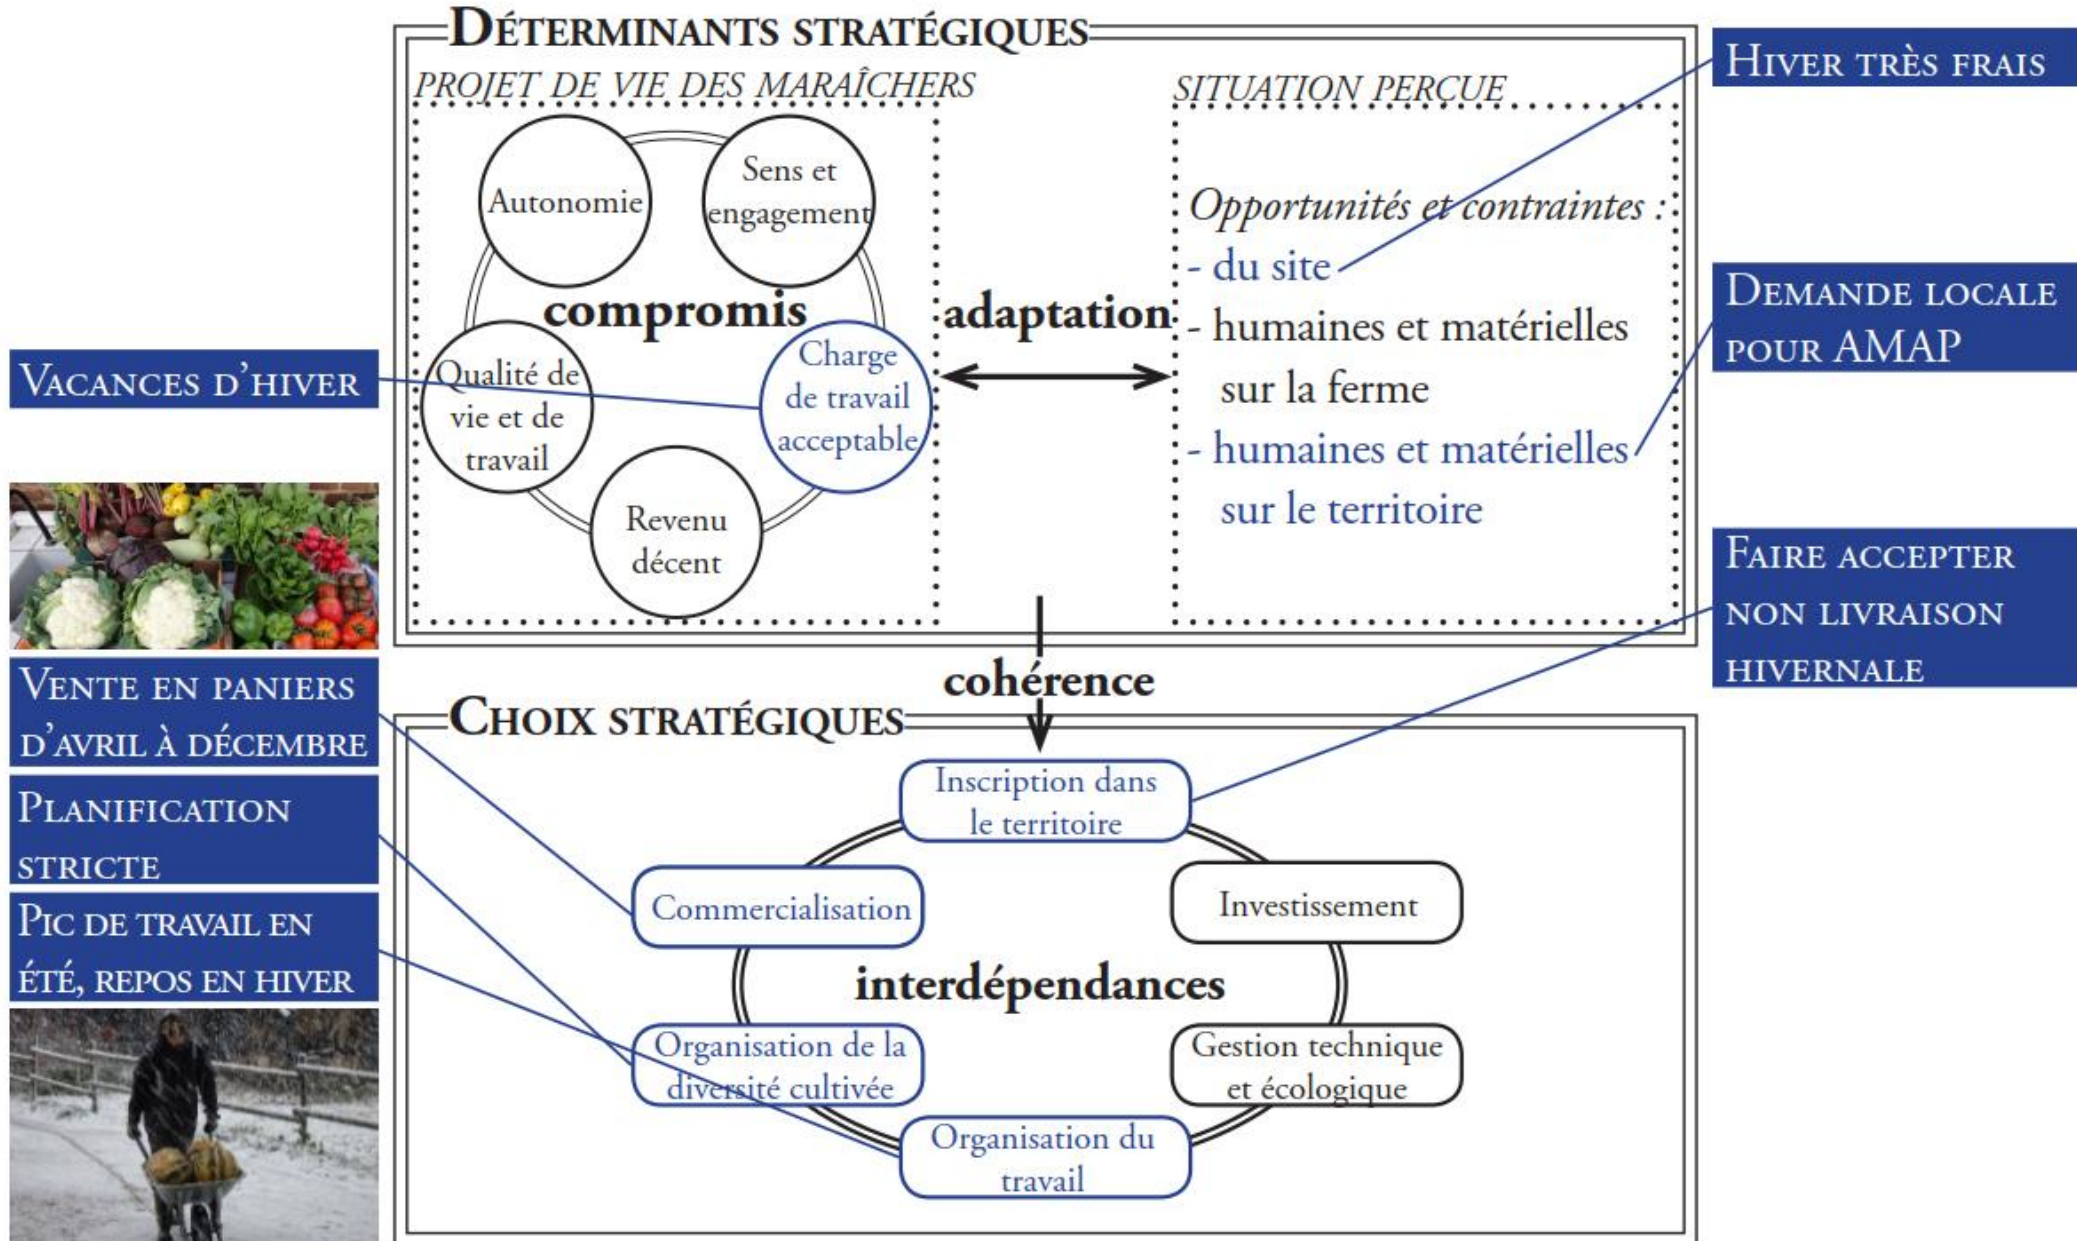 DÉTERMINANTS STRATÉGIQUES
PROJET DE VIE DES MARAÎCHERS
Autonomie
Sens et
engagement
compromis
Qualité de
vie et de
travail
Charge
de travail
acceptable
Revenu
décent
adaptation
SITUATION PERÇUE
Opportunités et contraintes :
- du site
- humaines et matérielles
sur la ferme
- humaines et matérielles
sur le territoire
HIVER TRÈS FRAIS
DEMANDE LOCALE
POUR AMAP
FAIRE ACCEPTER
NON LIVRAISON
HIVERNALE
VACANCES D'HIVER
VENTE EN PANIERS
D'AVRIL À DÉCEMBRE
PLANIFICATION
STRICTE
PIC DE TRAVAIL EN
ÉTÉ, REPOS EN HIVER
cohérence
CHOIX STRATÉGIQUES
Inscription dans
le territoire
Commercialisation
Investissement
interdépendances
Organisation de la
diversité cultivée
Gestion technique
et écologique
Organisation du
travail